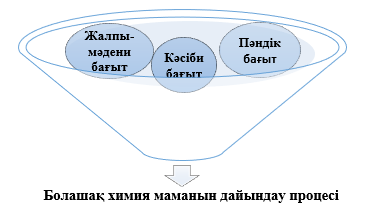 Жалпы-
мәдени
бағыт
Кәсіби
бағыт
Пәндік
бағыт
Болашақ химия маманын дайындау процесі